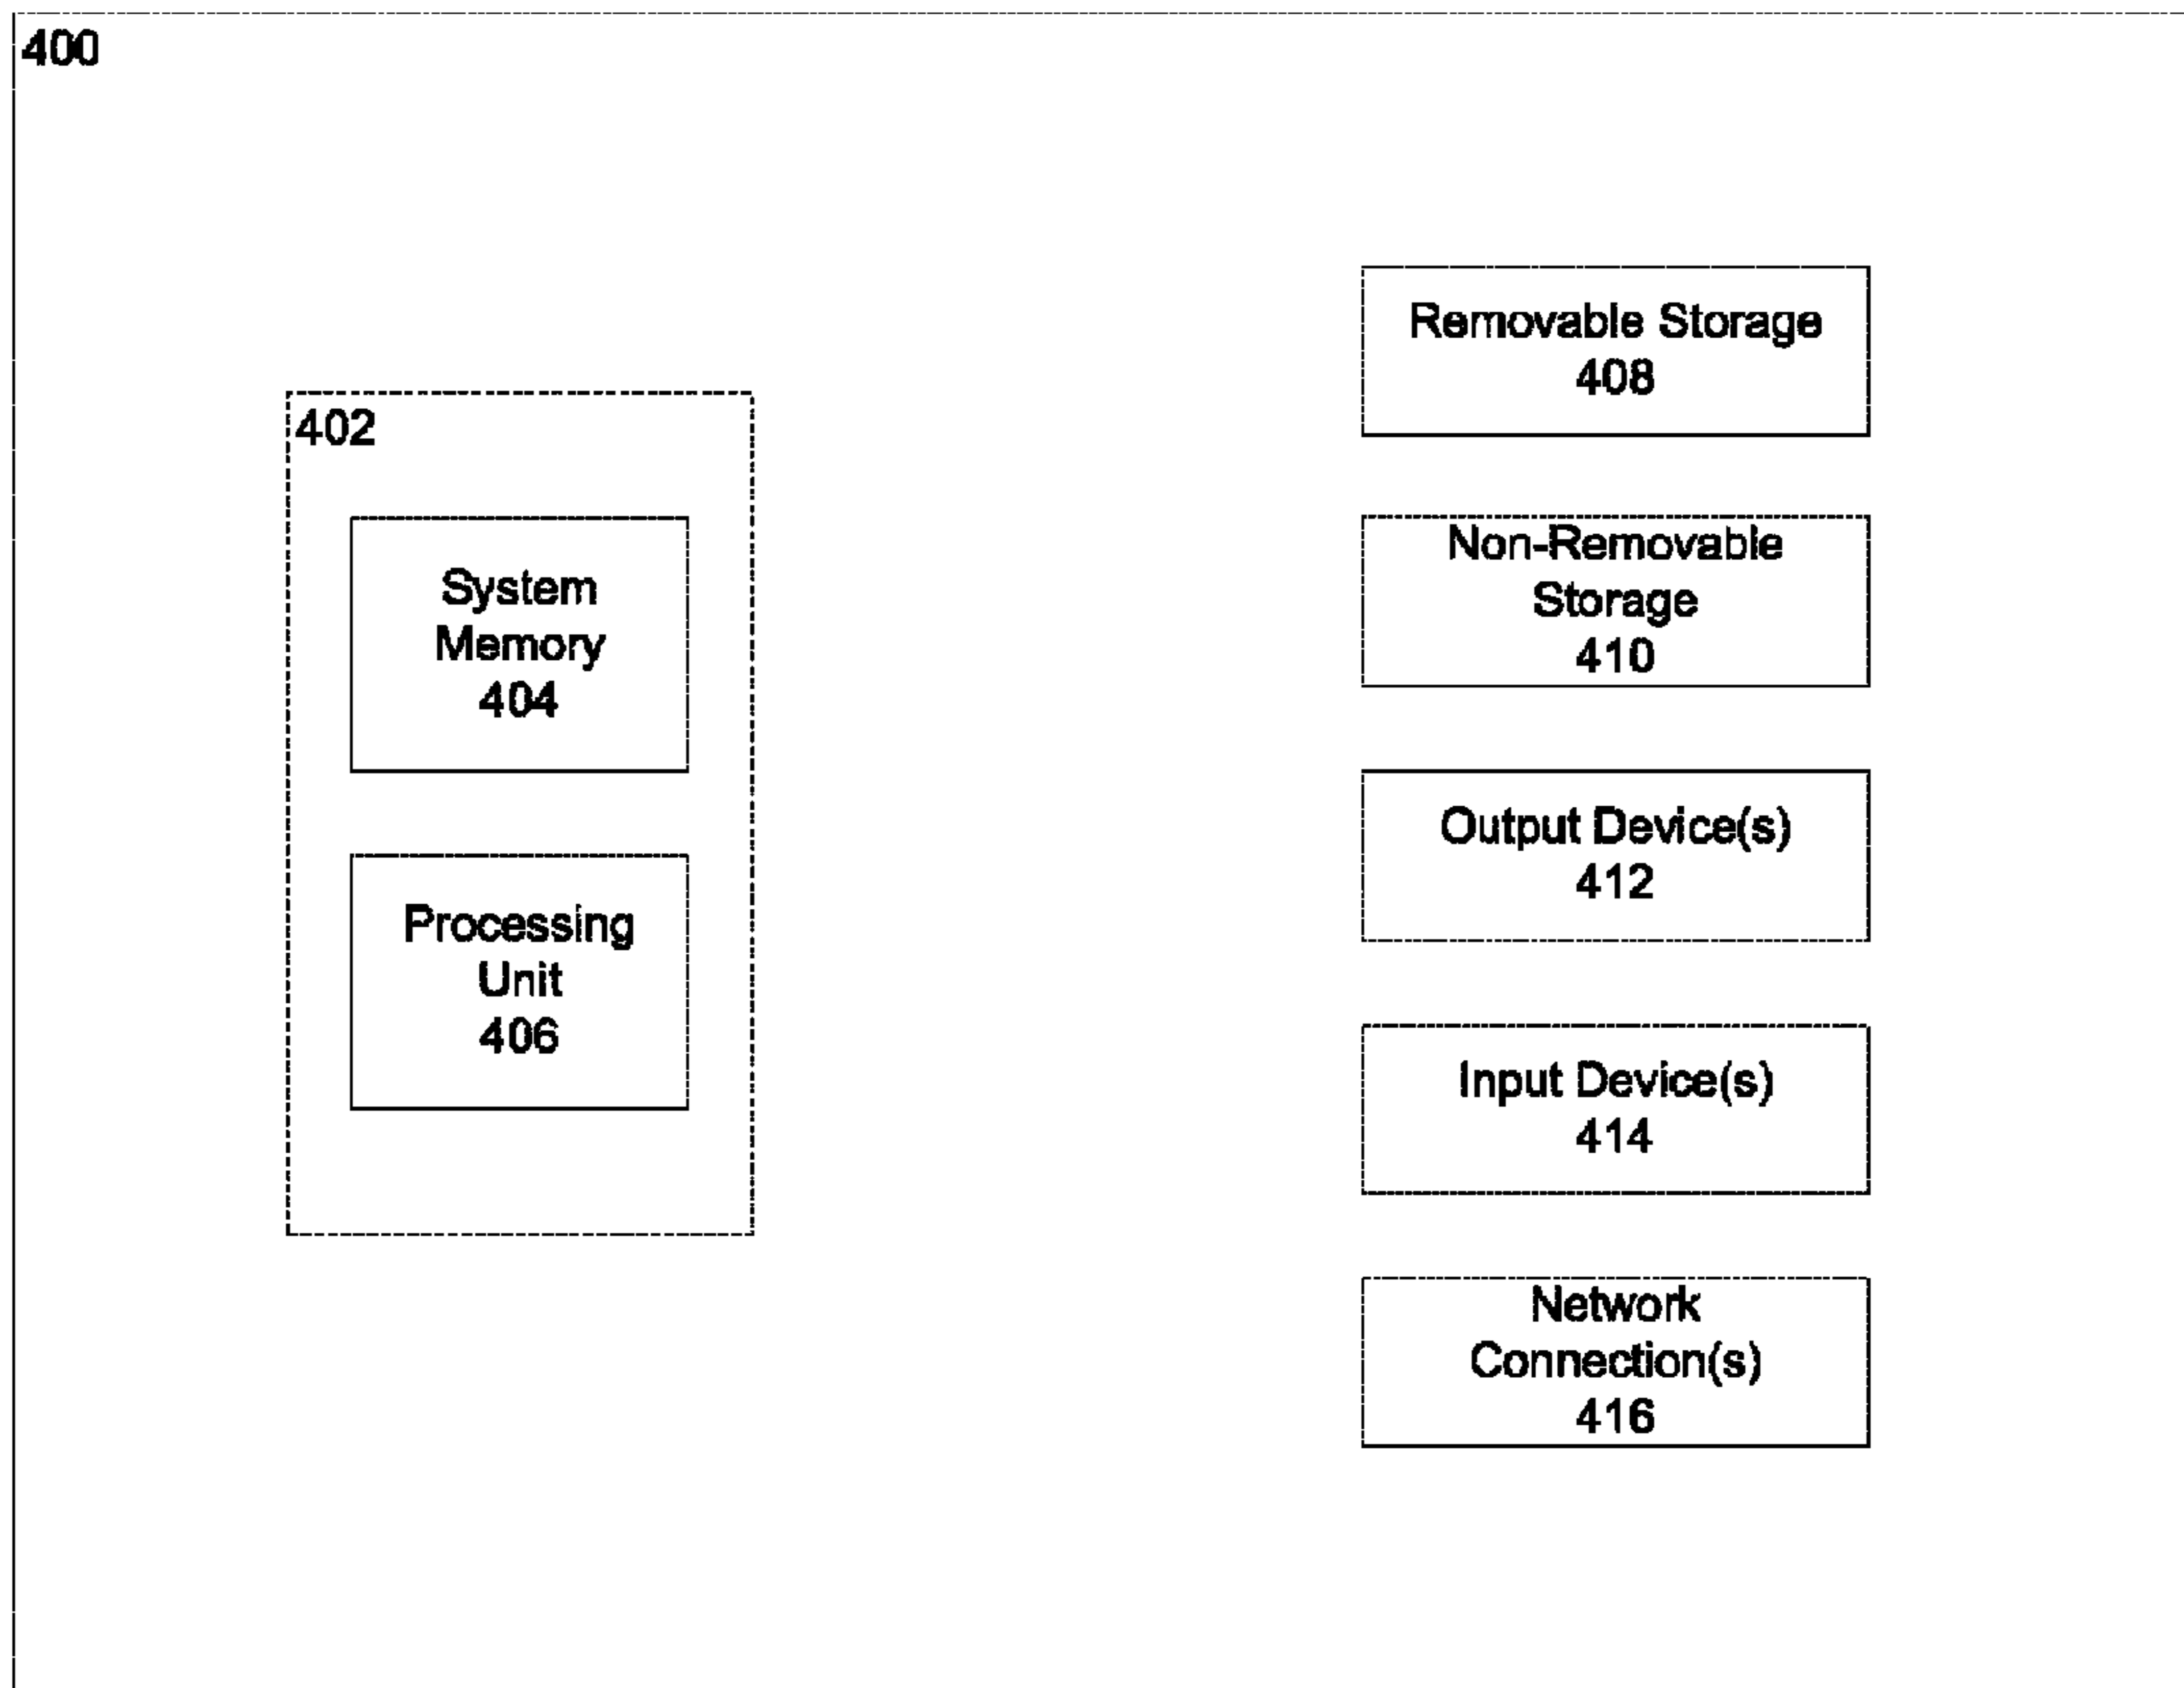 400
402
System
Memory
404
Processing
Unit
406
Removable Storage
408
Non-Removable
Storage
410
Output Device(s)
412
Input Device(s)
414
Network
Connection(s)
416